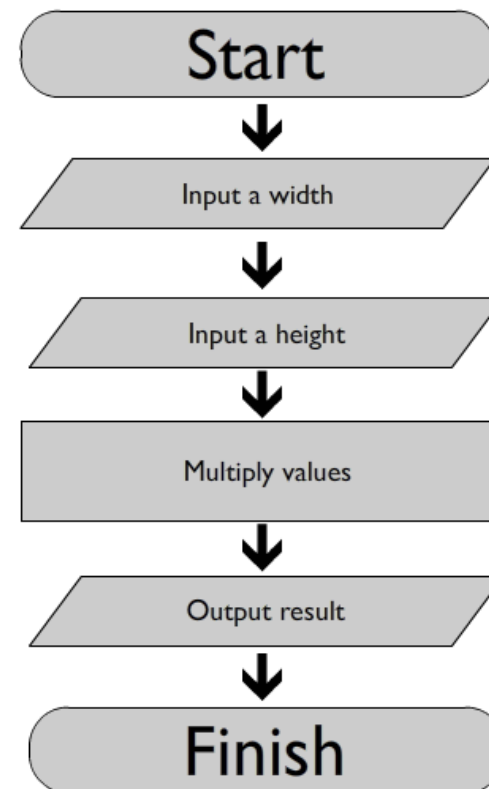 Start
Input a width
Input a height
Multiply values
Output result
Finish